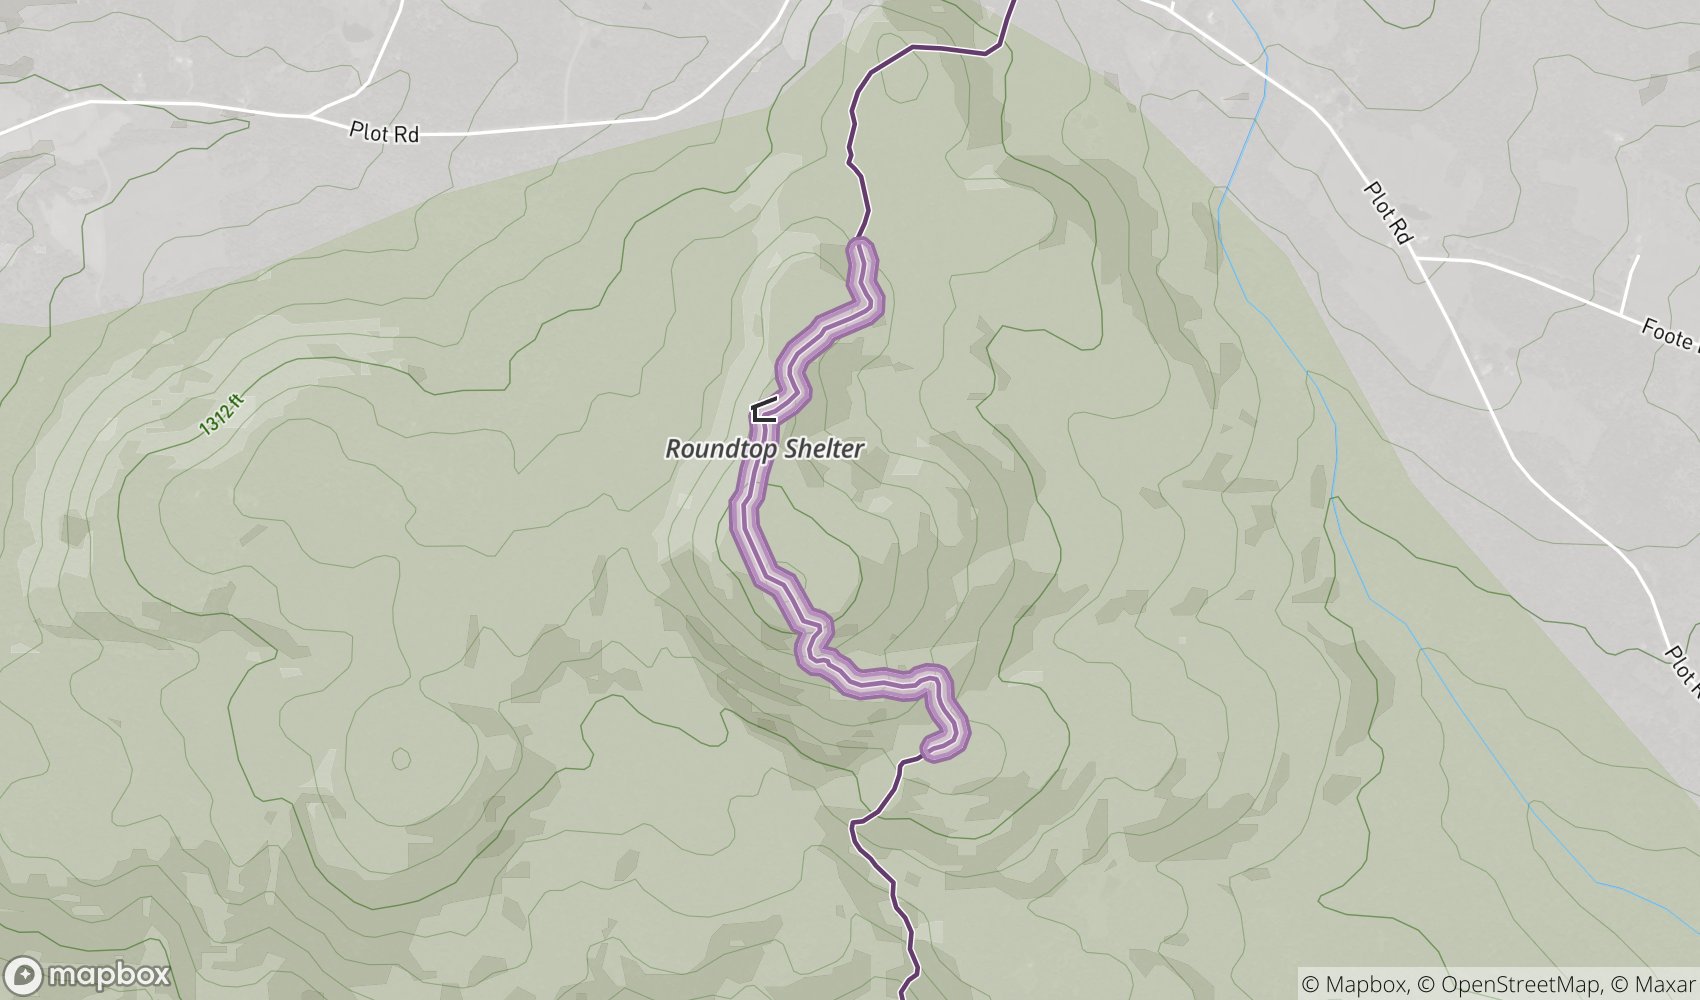 Plot Rd
Plot Rd
Foote
1312 ft
Roundtop Shelter
Plot R
mapbox
© Mapbox, © OpenStreetMap, © Maxar